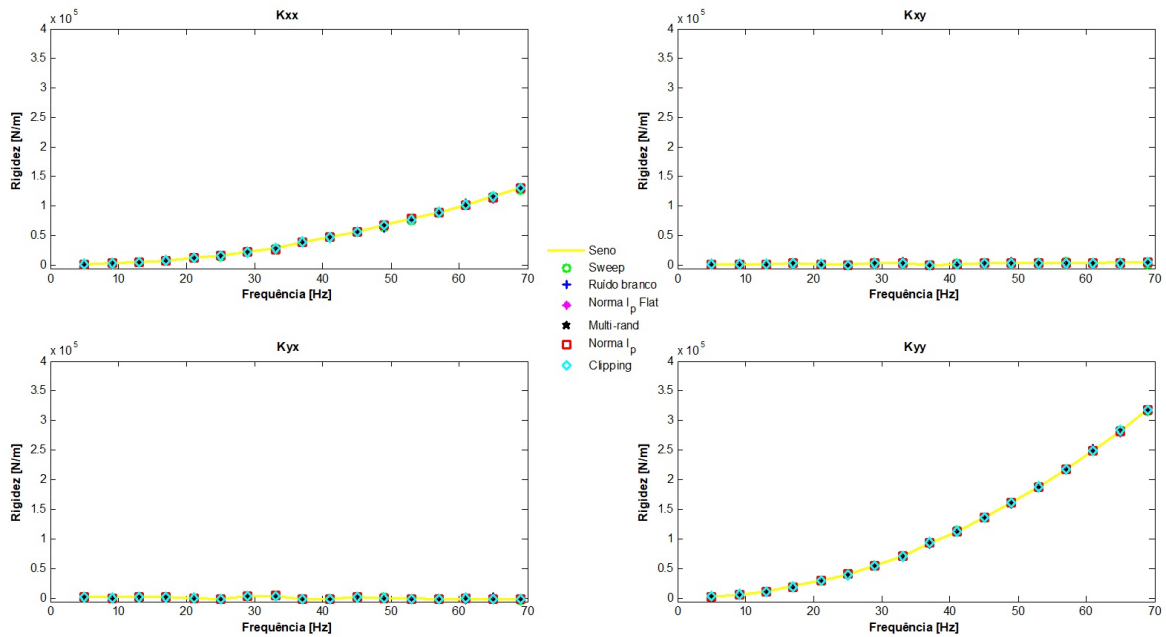 Kxx
x 10^5
4
3.5
3
2.5
2
1.5
1
0.5
0
Rigidez [N/m]
0 10 20 30 40 50 60 70
Frequência [Hz]
Kxy
x 10^5
4
3.5
3
2.5
2
1.5
1
0.5
0
Rigidez [N/m]
0 10 20 30 40 50 60 70
Frequência [Hz]
Seno
Sweep
Ruído branco
Norma l_p Flat
Multi-rand
Norma l_p
Clipping
Kyx
x 10^5
4
3.5
3
2.5
2
1.5
1
0.5
0
Rigidez [N/m]
0 10 20 30 40 50 60 70
Frequência [Hz]
Kyy
x 10^5
4
3.5
3
2.5
2
1.5
1
0.5
0
Rigidez [N/m]
0 10 20 30 40 50 60 70
Frequência [Hz]